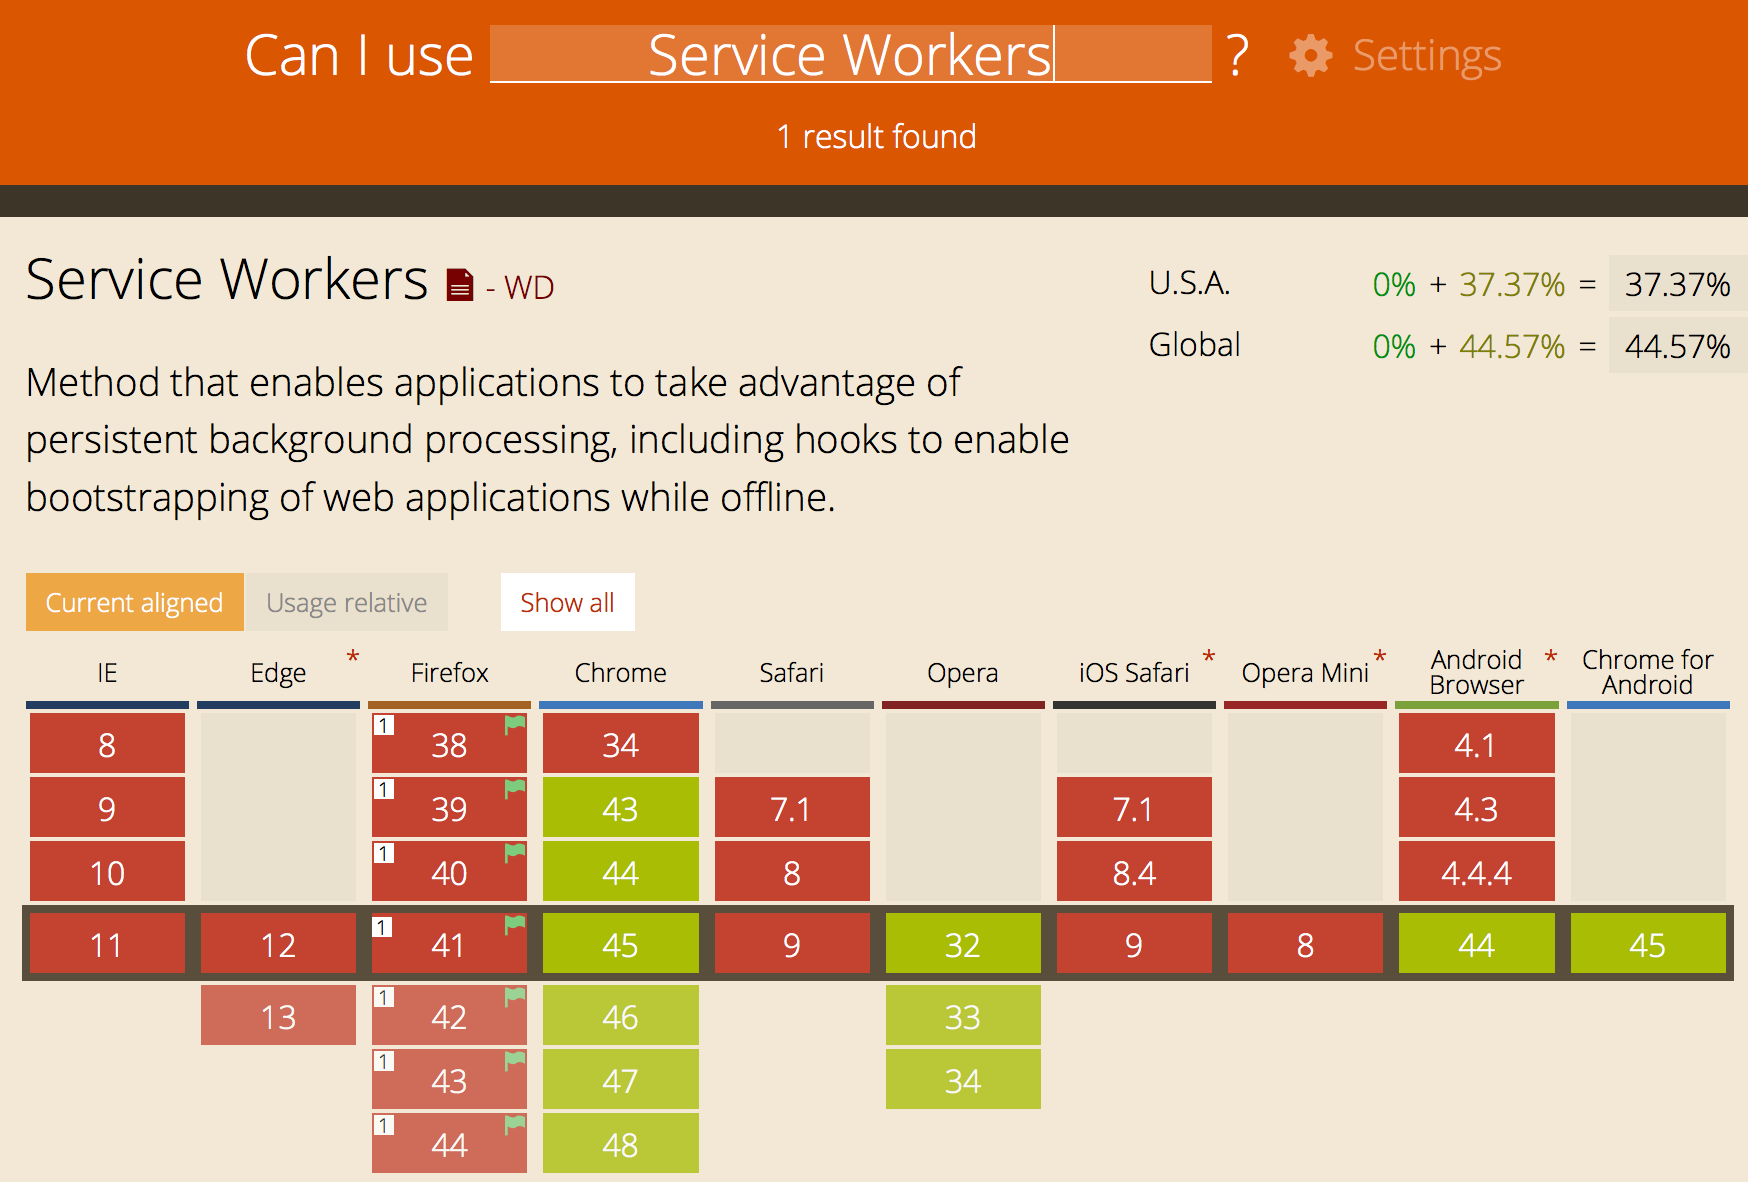 Can I use Service Workers ? Settings
1 result found
Service Workers - WD
U.S.A. 0% + 37.37% = 37.37%
Global 0% + 44.57% = 44.57%
Method that enables applications to take advantage of
persistent background processing, including hooks to enable
bootstrapping of web applications while offline.
Current aligned Usage relative Show all
IE Edge * Firefox Chrome Safari Opera iOS Safari * Opera Mini * Android Browser * Chrome for Android
8 1 38 34 4.1
9 1 39 43 7.1 7.1 4.3
10 1 40 44 8 8.4 4.4.4
11 12 1 41 45 9 32 9 8 44 45
13 1 42 46 33
1 43 47 34
1 44 48